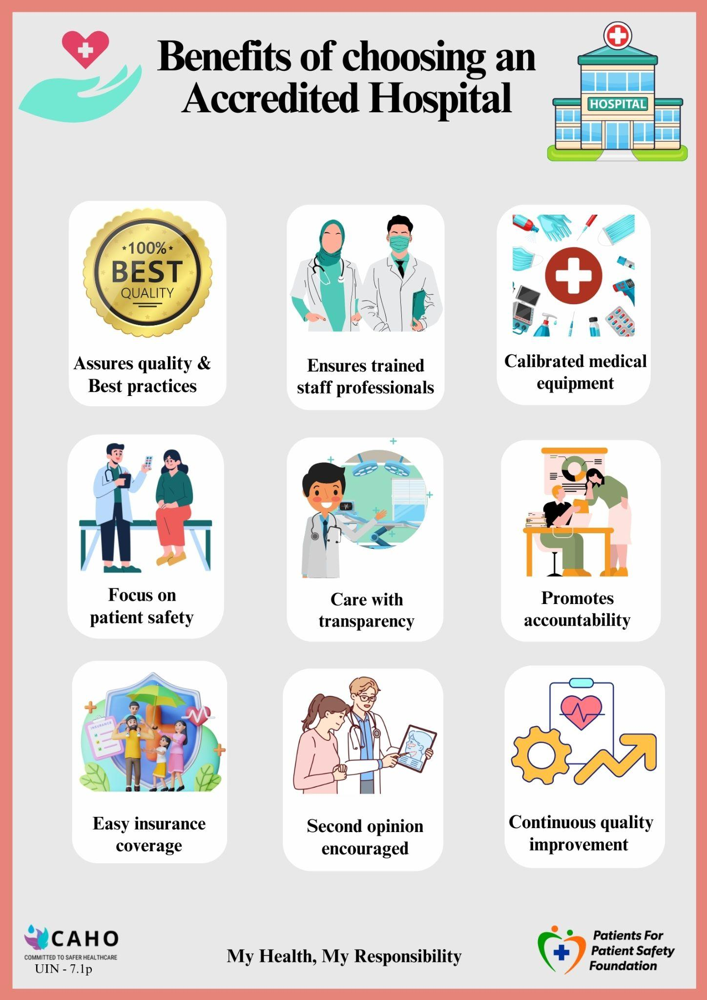 Benefits of choosing an
Accredited Hospital
HOSPITAL
100%
BEST
QUALITY
Assures quality &
Best practices
Ensures trained
staff professionals
Calibrated medical
equipment
Focus on
patient safety
Care with
transparency
Promotes
accountability
INSURANCE
Easy insurance
coverage
Second opinion
encouraged
Continuous quality
improvement
CAHO
COMMITTED TO SAFER HEALTHCARE
UIN - 7.1p
My Health, My Responsibility
Patients For
Patient Safety
Foundation